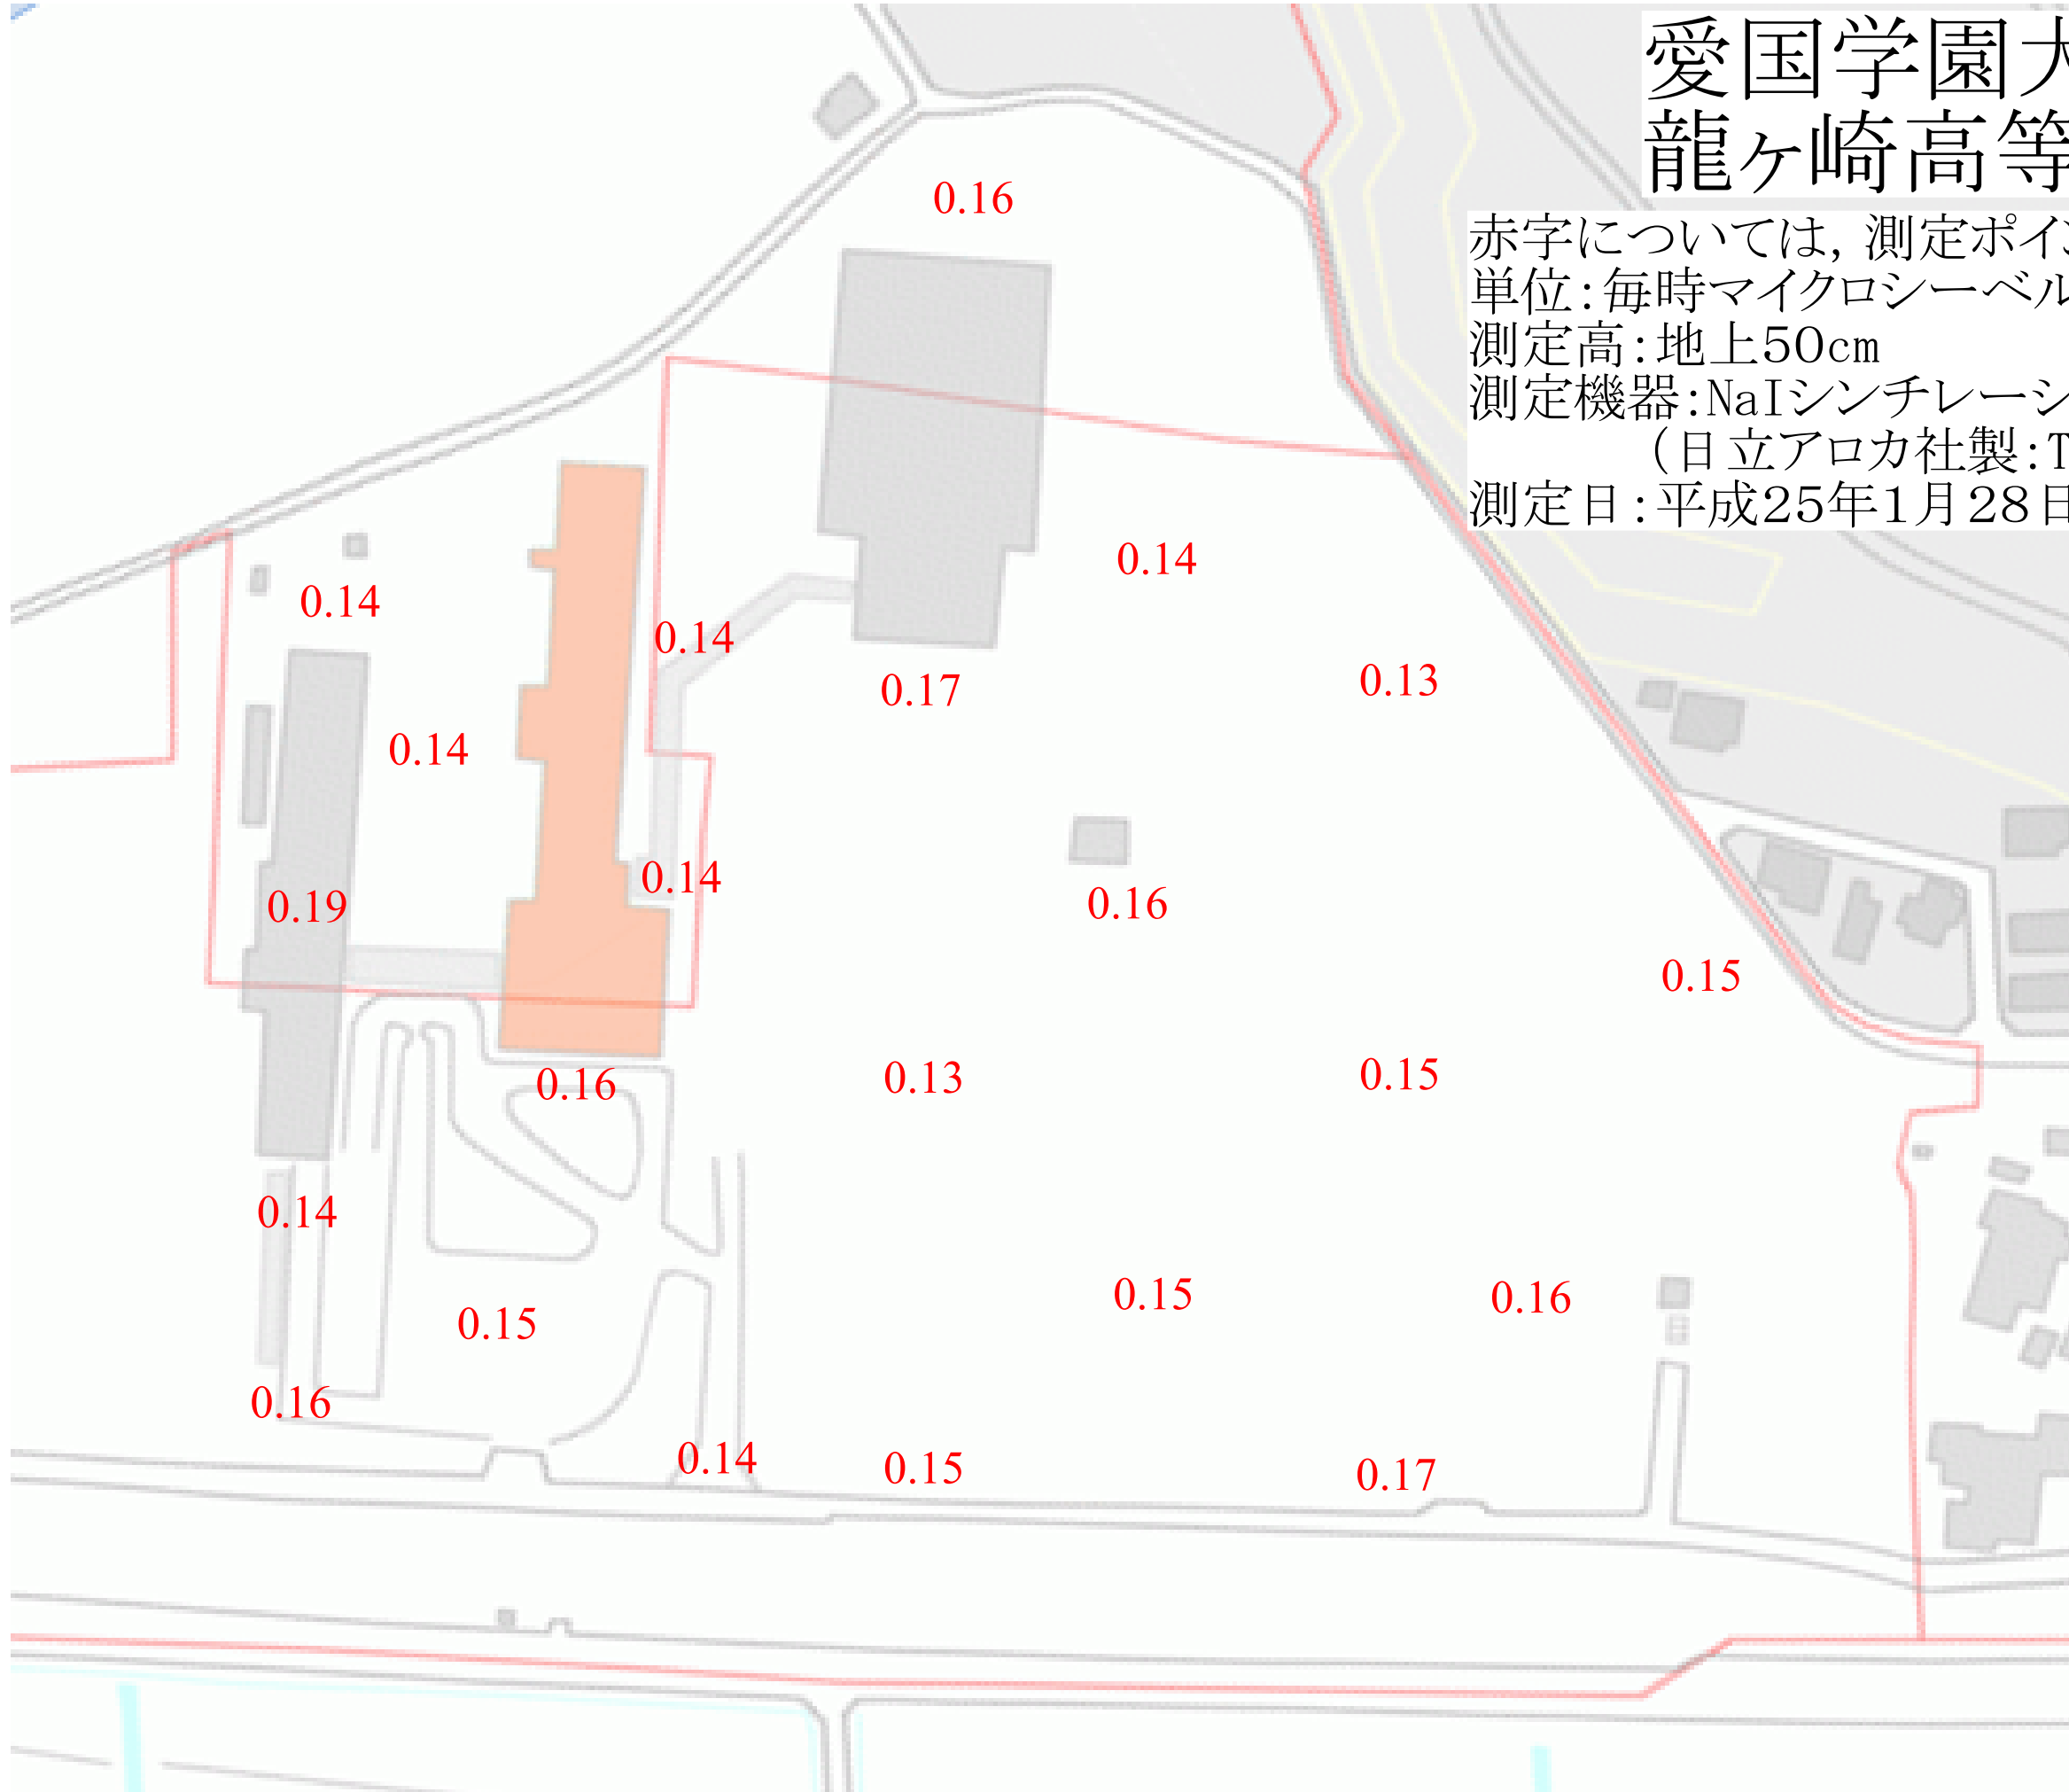 愛国学園大
龍ヶ崎高等
赤字については，測定ポイ
単位：毎時マイクロシーベル
測定高：地上50cm
測定機器：NaIシンチレーシ
（日立アロカ社製：T
測定日：平成25年1月28日
0.16
0.14
0.14
0.14
0.13
0.17
0.14
0.14
0.16
0.19
0.15
0.15
0.13
0.16
0.14
0.15
0.16
0.15
0.16
0.14
0.15
0.17